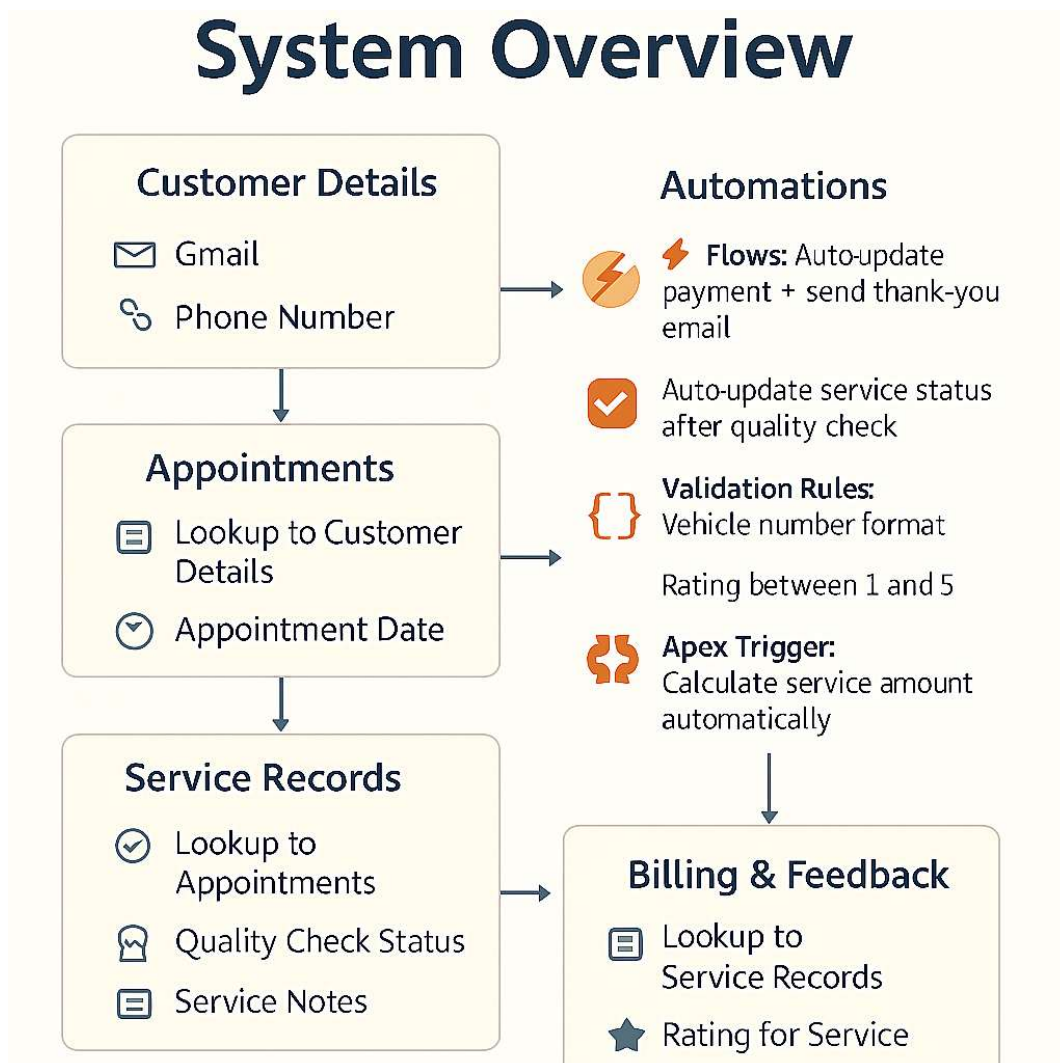 System Overview
Customer Details
Gmail
Phone Number
Appointments
Lookup to Customer
Details
Appointment Date
Service Records
Lookup to
Appointments
Quality Check Status
Service Notes
Automations
Flows: Auto-update
payment + send thank-you
email
Auto-update service status
after quality check
Validation Rules:
Vehicle number format
Rating between 1 and 5
Apex Trigger:
Calculate service amount
automatically
Billing & Feedback
Lookup to
Service Records
Rating for Service